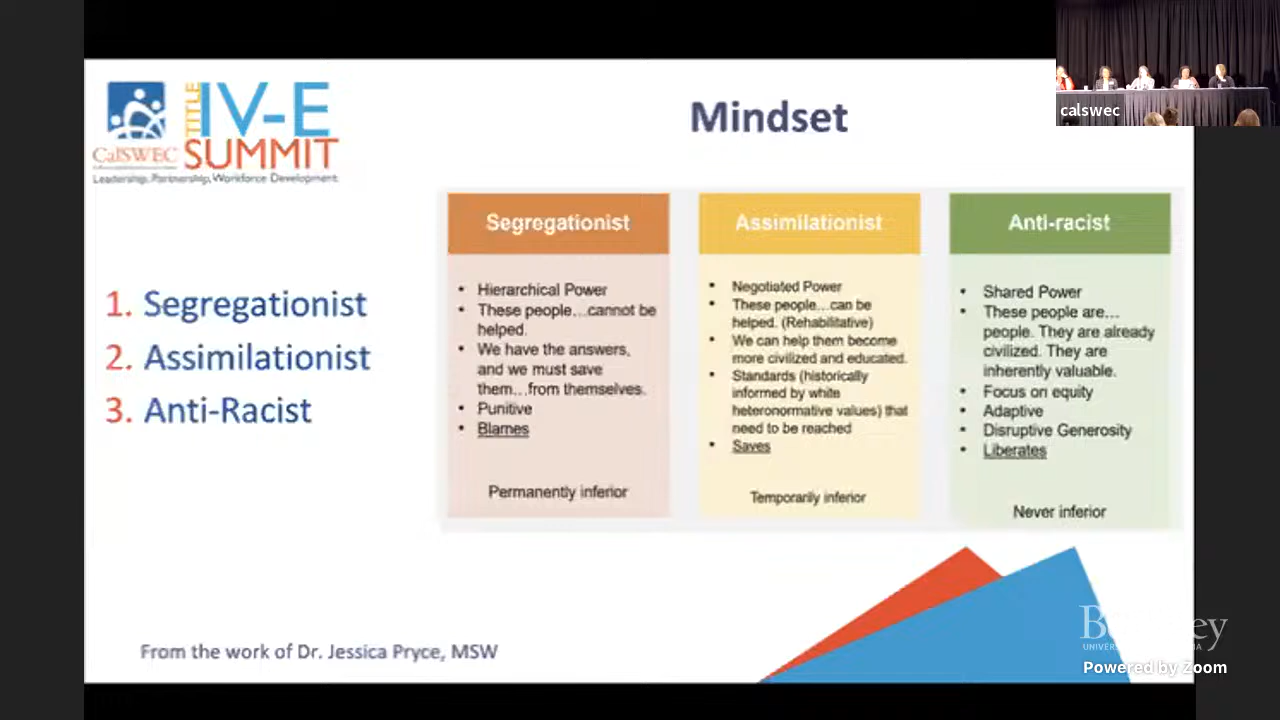 TITLE
IV-E
CalSWEC
SUMMIT
Leadership, Partnership, Workforce Development
Mindset
calswec
1. Segregationist
2. Assimilationist
3. Anti-Racist
Segregationist
• Hierarchical Power
• These people...cannot be
helped.
• We have the answers,
and we must save
them...from themselves.
• Punitive
• Blames
Permanently inferior
Assimilationist
• Negotiated Power
• These people...can be
helped. (Rehabilitative)
• We can help them become
more civilized and educated.
• Standards (historically
informed by white
heteronormative values) that
need to be reached
• Saves
Temporarily inferior
Anti-racist
• Shared Power
• These people are...
people. They are already
civilized. They are
inherently valuable.
• Focus on equity
• Adaptive
• Disruptive Generosity
• Liberates
Never inferior
From the work of Dr. Jessica Pryce, MSW
Powered by Zoom